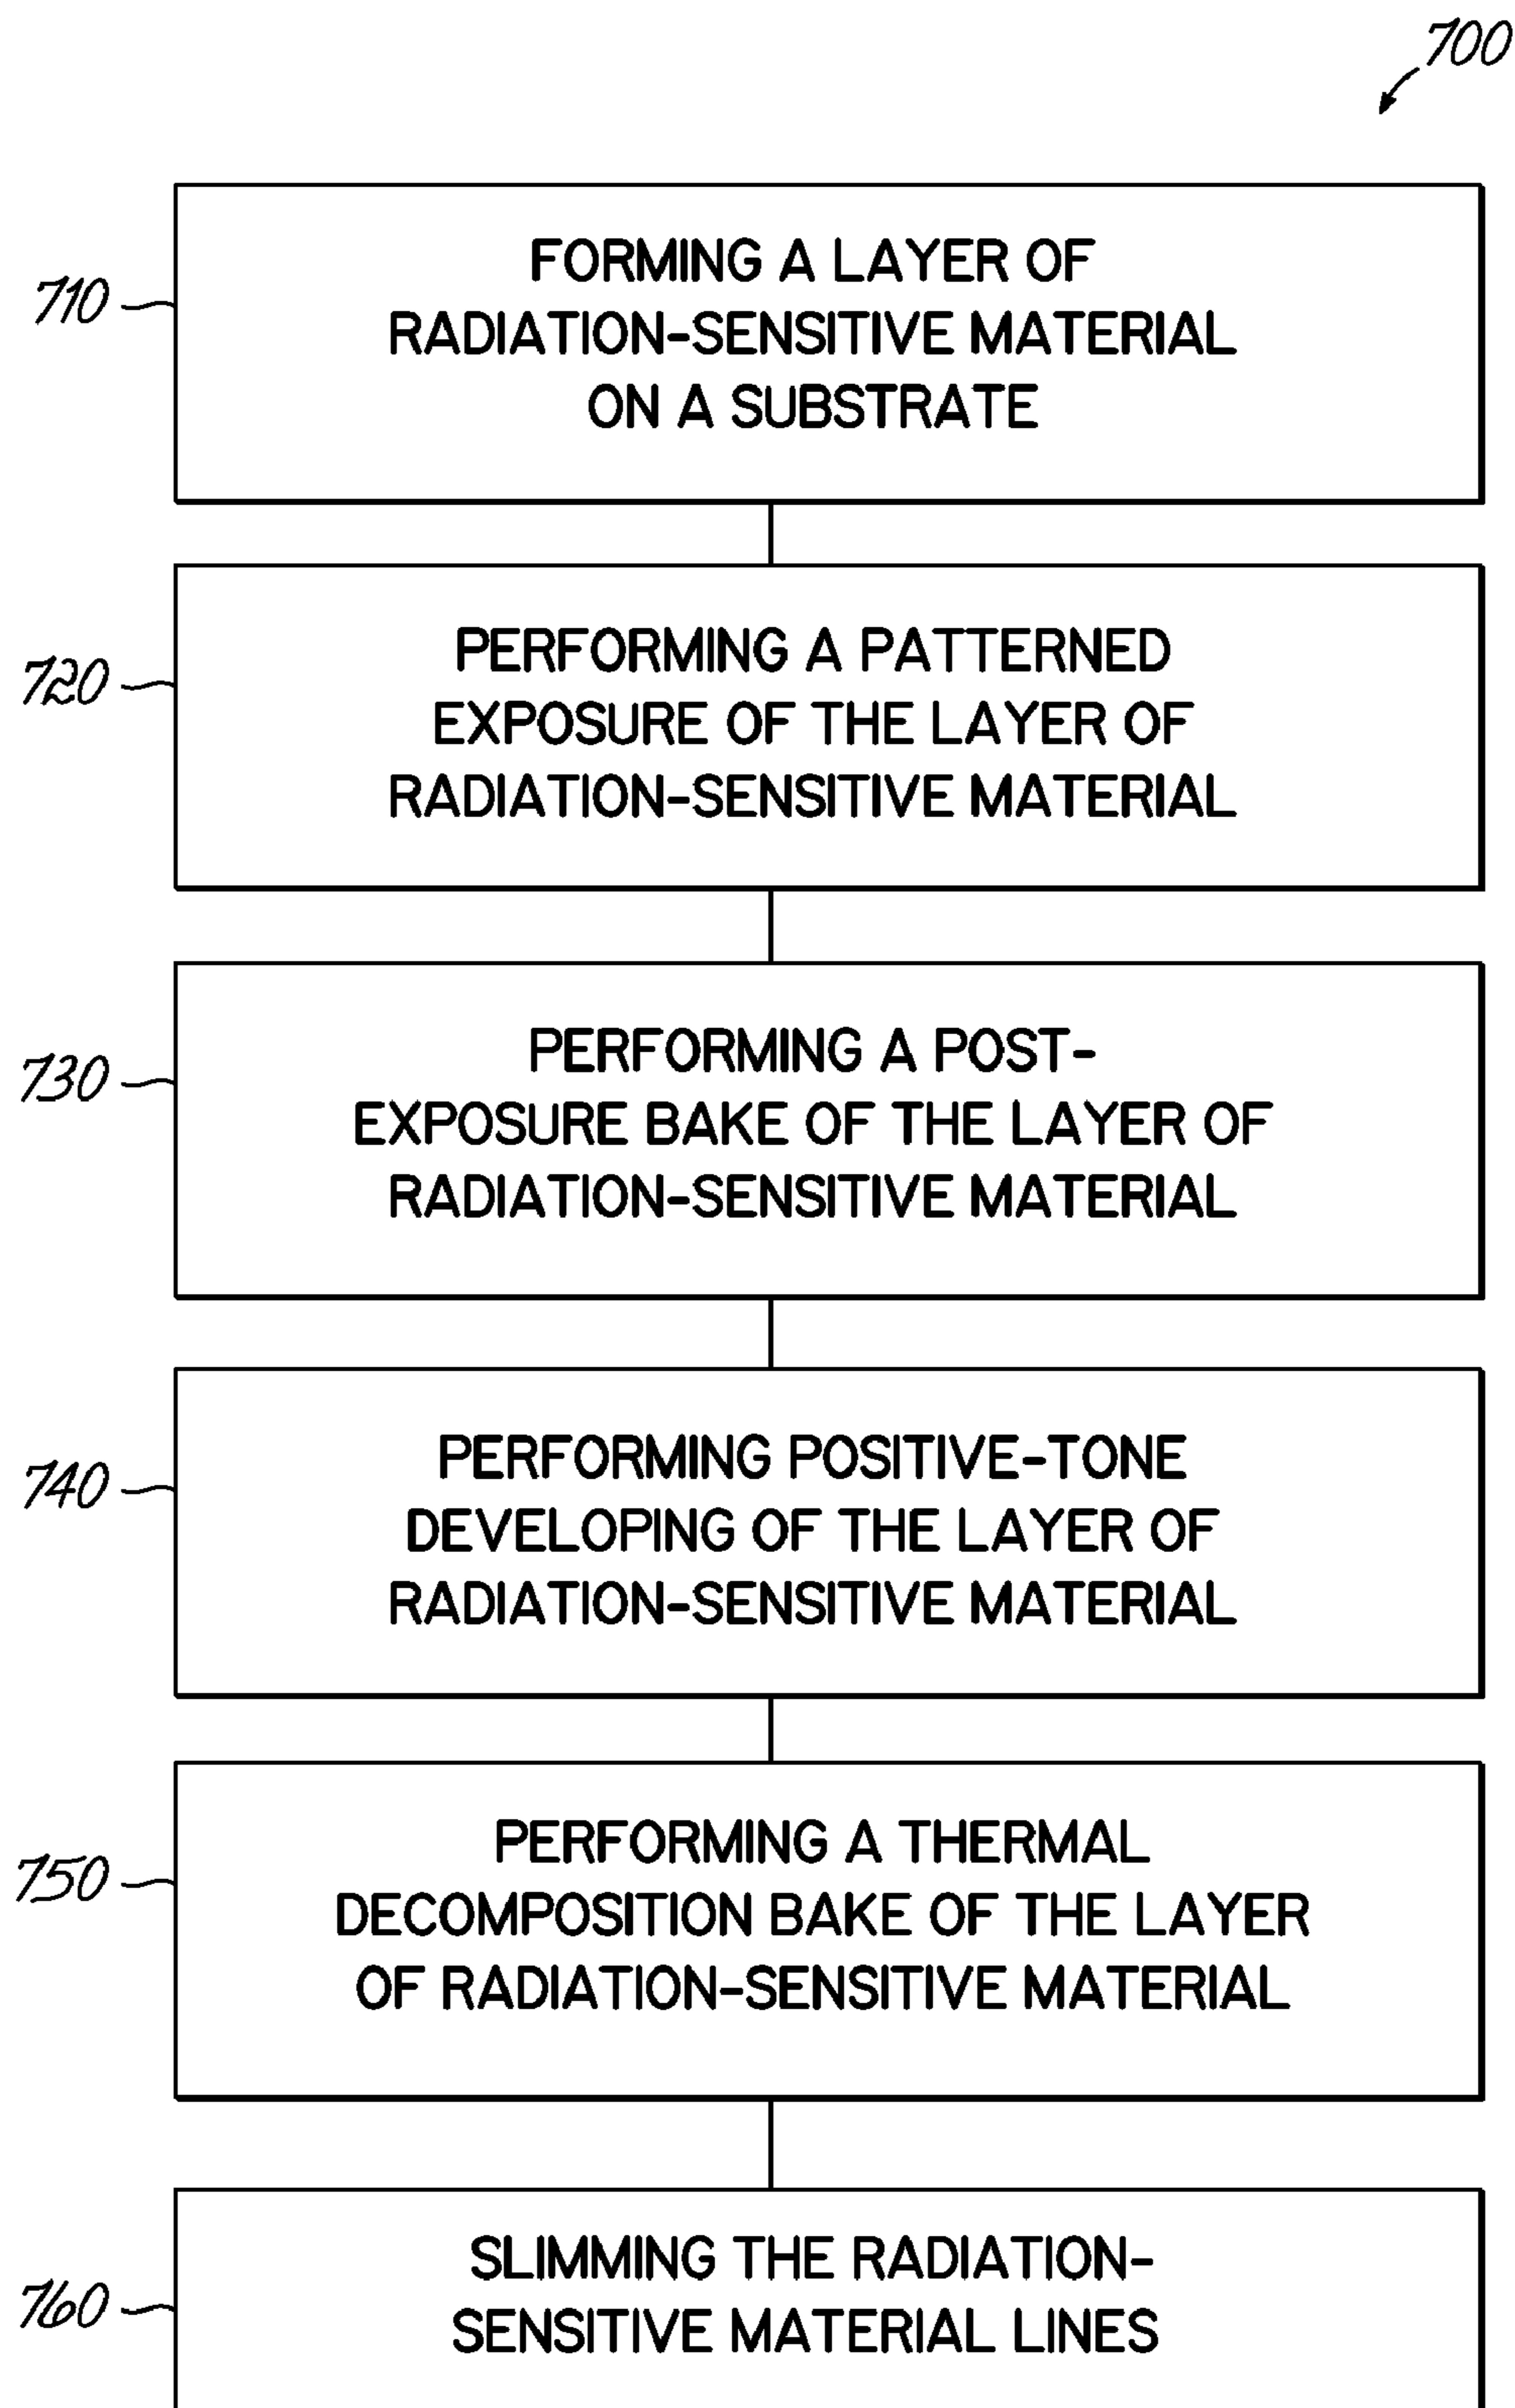 700
710
FORMING A LAYER OF
RADIATION-SENSITIVE MATERIAL
ON A SUBSTRATE
720
PERFORMING A PATTERNED
EXPOSURE OF THE LAYER OF
RADIATION-SENSITIVE MATERIAL
730
PERFORMING A POST-
EXPOSURE BAKE OF THE LAYER OF
RADIATION-SENSITIVE MATERIAL
740
PERFORMING POSITIVE-TONE
DEVELOPING OF THE LAYER OF
RADIATION-SENSITIVE MATERIAL
750
PERFORMING A THERMAL
DECOMPOSITION BAKE OF THE LAYER
OF RADIATION-SENSITIVE MATERIAL
760
SLIMMING THE RADIATION-
SENSITIVE MATERIAL LINES